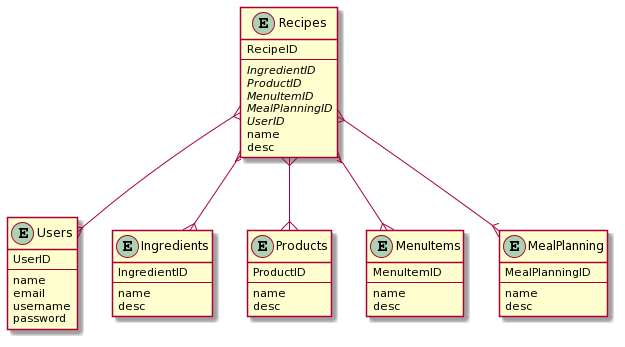 E Recipes
RecipeID
IngredientID
ProductID
MenuItemID
MealPlanningID
UserID
name
desc
E Users
UserID
name
email
username
password
E Ingredients
IngredientID
name
desc
E Products
ProductID
name
desc
E MenuItems
MenuItemID
name
desc
E MealPlanning
MealPlanningID
name
desc